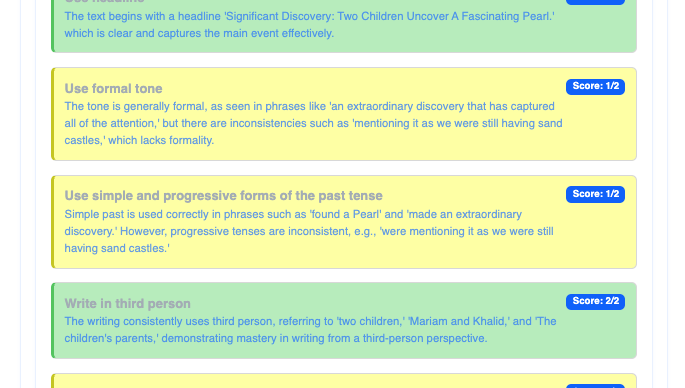 Use headline
The text begins with a headline 'Significant Discovery: Two Children Uncover A Fascinating Pearl.'
which is clear and captures the main event effectively.
Use formal tone
Score: 1/2
The tone is generally formal, as seen in phrases like 'an extraordinary discovery that has captured
all of the attention,' but there are inconsistencies such as 'mentioning it as we were still having sand
castles,' which lacks formality.
Use simple and progressive forms of the past tense
Score: 1/2
Simple past is used correctly in phrases such as 'found a Pearl' and 'made an extraordinary
discovery.' However, progressive tenses are inconsistent, e.g., 'were mentioning it as we were still
having sand castles.'
Write in third person
Score: 2/2
The writing consistently uses third person, referring to 'two children,' 'Mariam and Khalid,' and 'The
children's parents,' demonstrating mastery in writing from a third-person perspective.